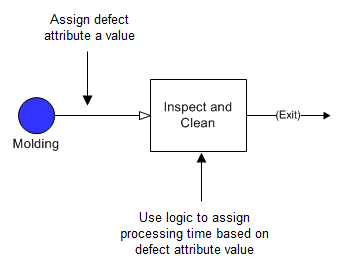 Assign defect
attribute a value
Inspect and
Clean
(Exit)
Molding
Use logic to assign
processing time based on
defect attribute value